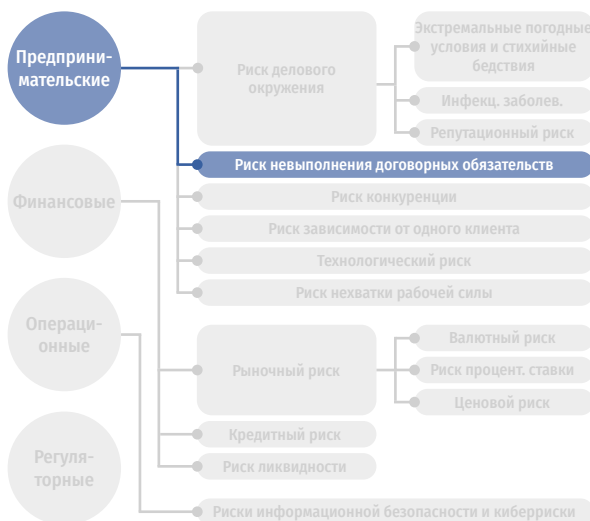 Предприни-
мательские
Финансовые
Операци-
онные
Регуля-
торные
Риск делового
окружения
Экстремальные погодные
условия и стихийные
бедствия
Инфекц. заболев.
Репутационный риск
Риск невыполнения договорных обязательств
Риск конкуренции
Риск зависимости от одного клиента
Технологический риск
Риск нехватки рабочей силы
Рыночный риск
Валютный риск
Риск процент. ставки
Ценовой риск
Кредитный риск
Риск ликвидности
Риски информационной безопасности и киберриски